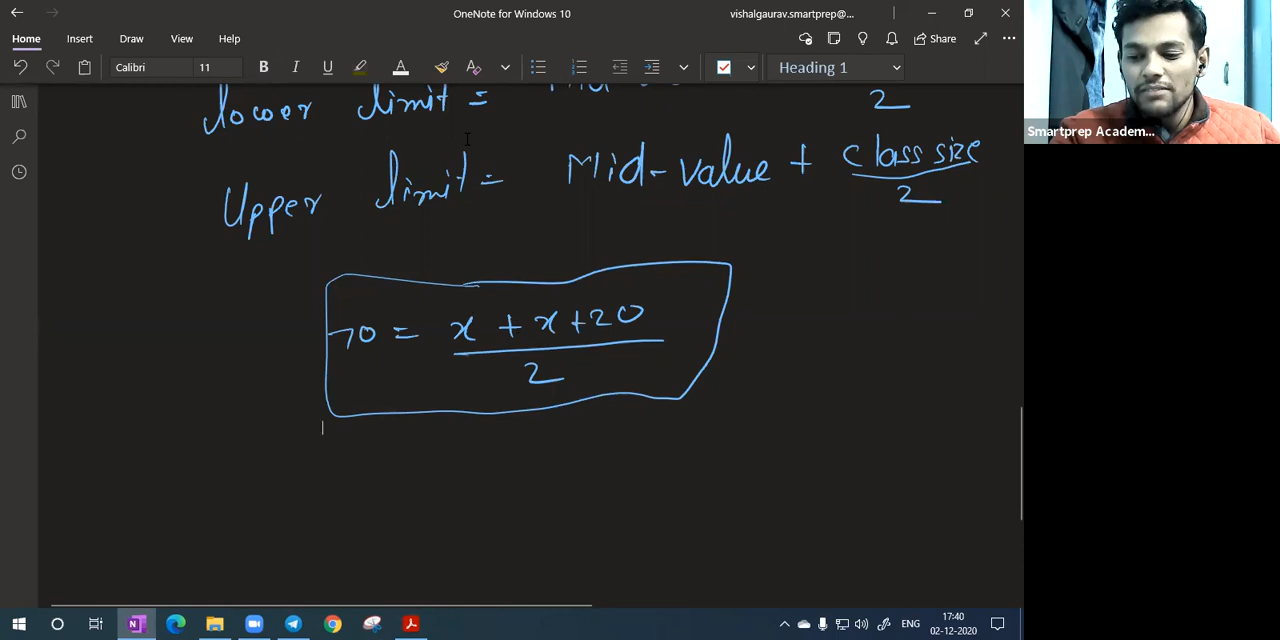 OneNote for Windows 10
vishalgaurav.smartprep@...
Home Insert Draw View Help
Share
Calibri 11 B I U A Heading 1
lower limit =
2
Upper limit = Mid-value + class size
2
70 = x + x + 20
2
Smartprep Academ...
ENG
17:40
02-12-2020